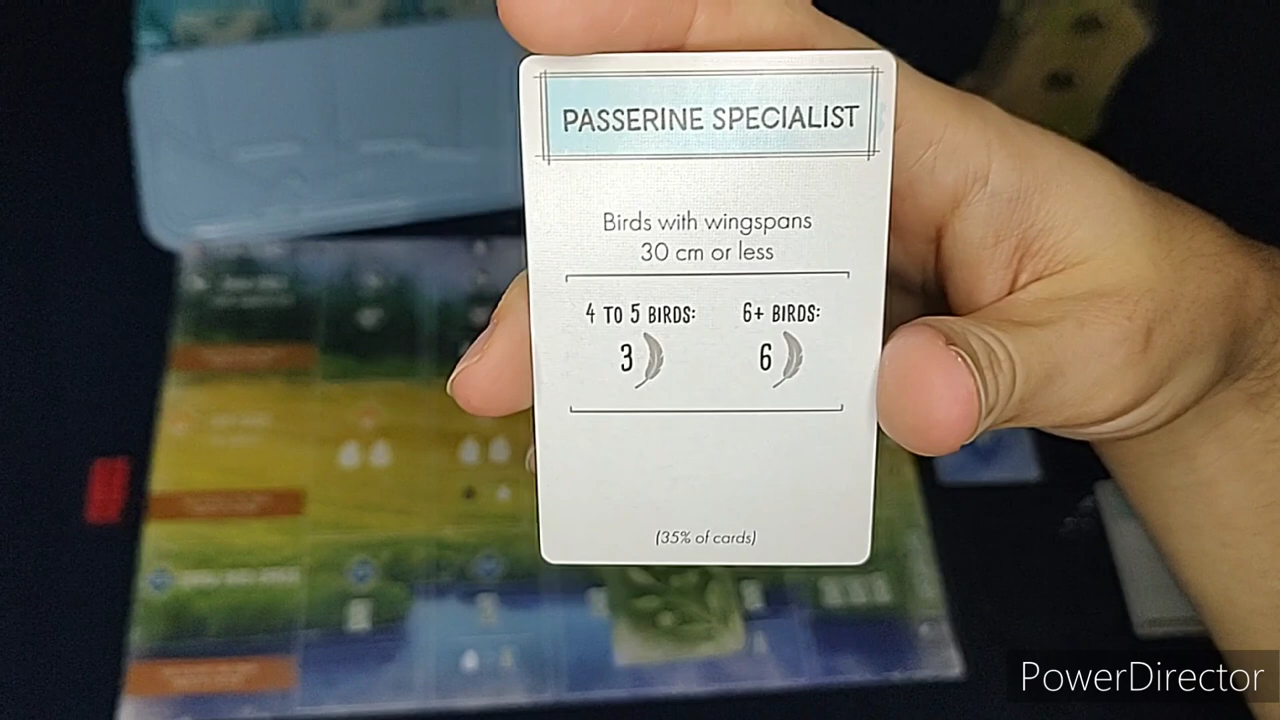 PASSERINE SPECIALIST
Birds with wingspans
30 cm or less
4 TO 5 BIRDS: 6+ BIRDS:
3 6
(35% of cards)
PowerDirector